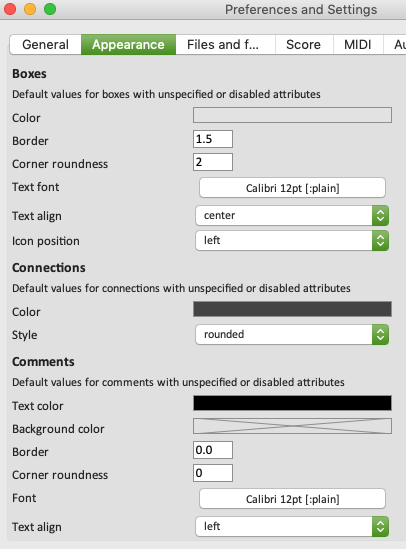 Preferences and Settings
General Appearance Files and f... Score MIDI Au
Boxes
Default values for boxes with unspecified or disabled attributes
Color
Border 1.5
Corner roundness 2
Text font Calibri 12pt [:plain]
Text align center
Icon position left
Connections
Default values for connections with unspecified or disabled attributes
Color
Style rounded
Comments
Default values for comments with unspecified or disabled attributes
Text color
Background color
Border 0.0
Corner roundness 0
Font Calibri 12pt [:plain]
Text align left